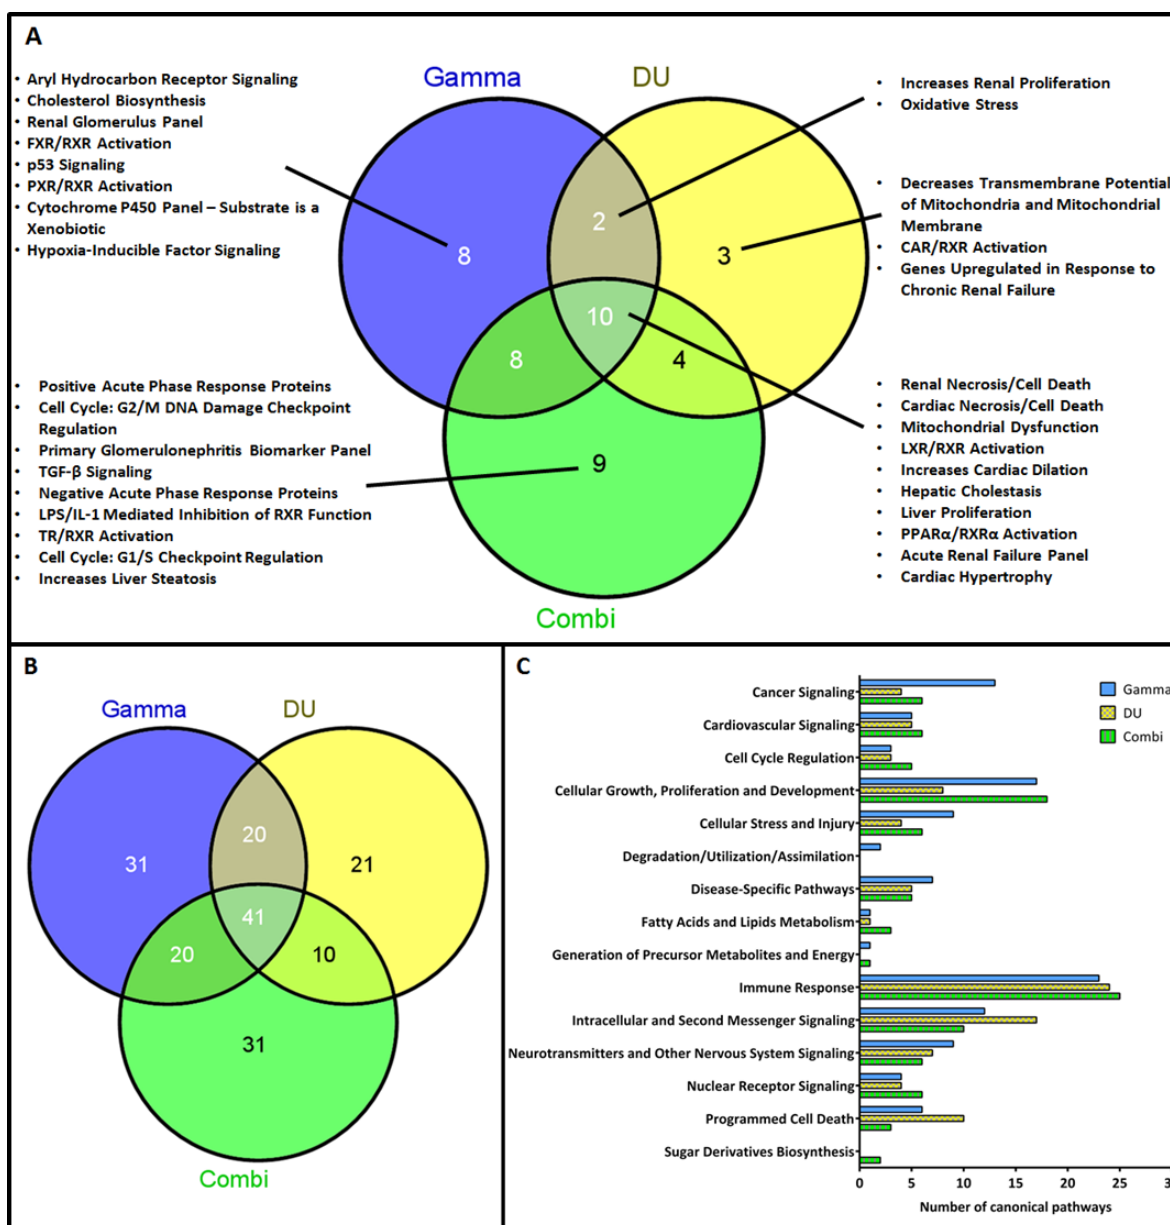 A
Gamma
DU
• Aryl Hydrocarbon Receptor Signaling
• Cholesterol Biosynthesis
• Renal Glomerulus Panel
• FXR/RXR Activation
• p53 Signaling
• PXR/RXR Activation
• Cytochrome P450 Panel – Substrate is a
Xenobiotic
• Hypoxia-Inducible Factor Signaling
• Increases Renal Proliferation
• Oxidative Stress
• Decreases Transmembrane Potential
of Mitochondria and Mitochondrial
Membrane
• CAR/RXR Activation
• Genes Upregulated in Response to
Chronic Renal Failure
2
8
3
10
8
4
9
• Positive Acute Phase Response Proteins
• Cell Cycle: G2/M DNA Damage Checkpoint
Regulation
• Primary Glomerulonephritis Biomarker Panel
• TGF-β Signaling
• Negative Acute Phase Response Proteins
• LPS/IL-1 Mediated Inhibition of RXR Function
• TR/RXR Activation
• Cell Cycle: G1/S Checkpoint Regulation
• Increases Liver Steatosis
• Renal Necrosis/Cell Death
• Cardiac Necrosis/Cell Death
• Mitochondrial Dysfunction
• LXR/RXR Activation
• Increases Cardiac Dilation
• Hepatic Cholestasis
• Liver Proliferation
• PPARα/RXRα Activation
• Acute Renal Failure Panel
• Cardiac Hypertrophy
Combi
B
Gamma
DU
20
31
21
41
20
10
31
Combi
C
Gamma
DU
Combi
Cancer Signaling
Cardiovascular Signaling
Cell Cycle Regulation
Cellular Growth, Proliferation and Development
Cellular Stress and Injury
Degradation/Utilization/Assimilation
Disease-Specific Pathways
Fatty Acids and Lipids Metabolism
Generation of Precursor Metabolites and Energy
Immune Response
Intracellular and Second Messenger Signaling
Neurotransmitters and Other Nervous System Signaling
Nuclear Receptor Signaling
Programmed Cell Death
Sugar Derivatives Biosynthesis
0 5 10 15 20 25
Number of canonical pathways